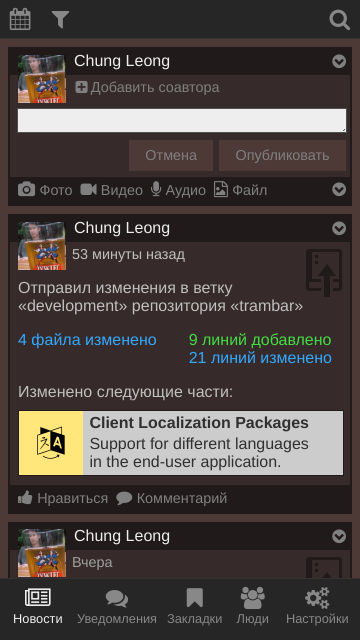 Chung Leong
Добавить соавтора
Отмена
Опубликовать
Фото
Видео
Аудио
Файл
Chung Leong
53 минуты назад
Отправил изменения в ветку
«development» репозитория «trambar»
4 файла изменено
9 линий добавлено
21 линий изменено
Изменено следующие части:
Client Localization Packages
Support for different languages
in the end-user application.
Нравиться
Комментарий
Chung Leong
Вчера
Новости
Уведомления
Закладки
Люди
Настройки